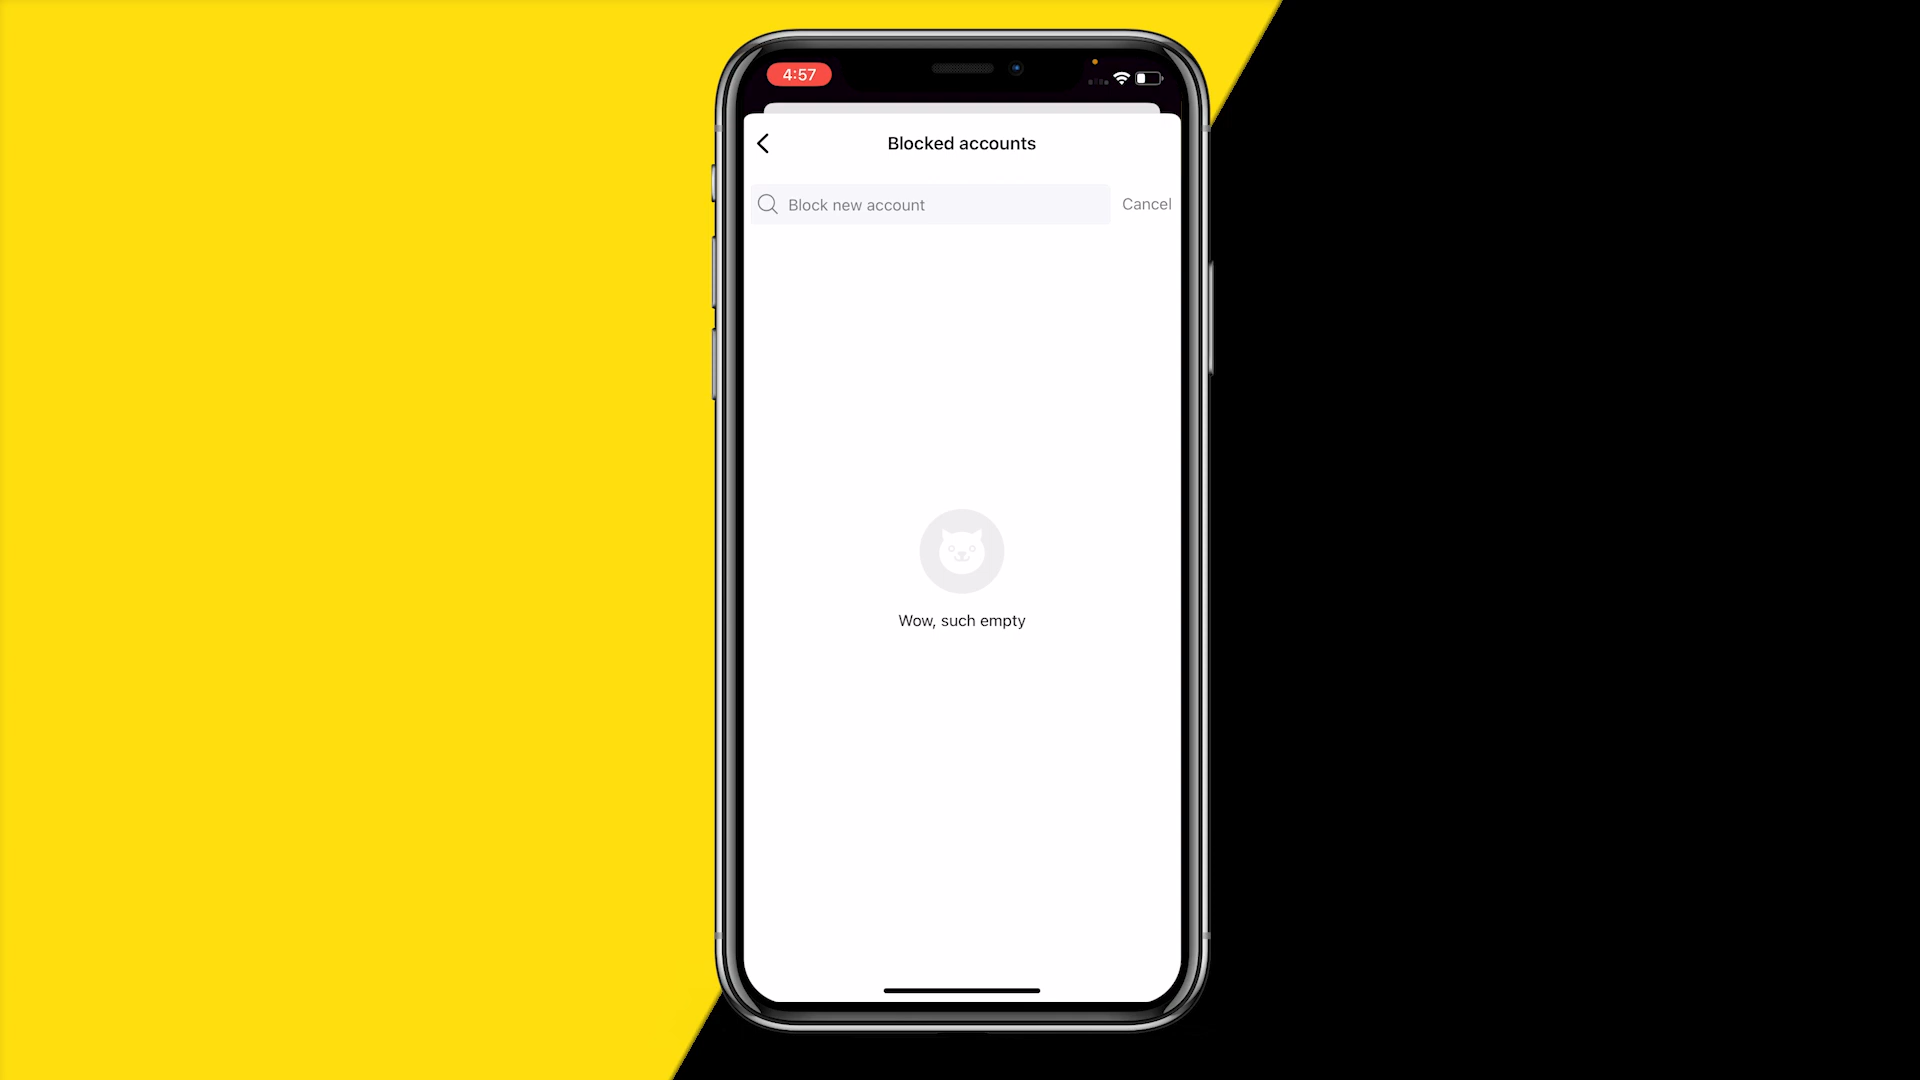 4:57
Blocked accounts
Block new account
Cancel
Wow, such empty